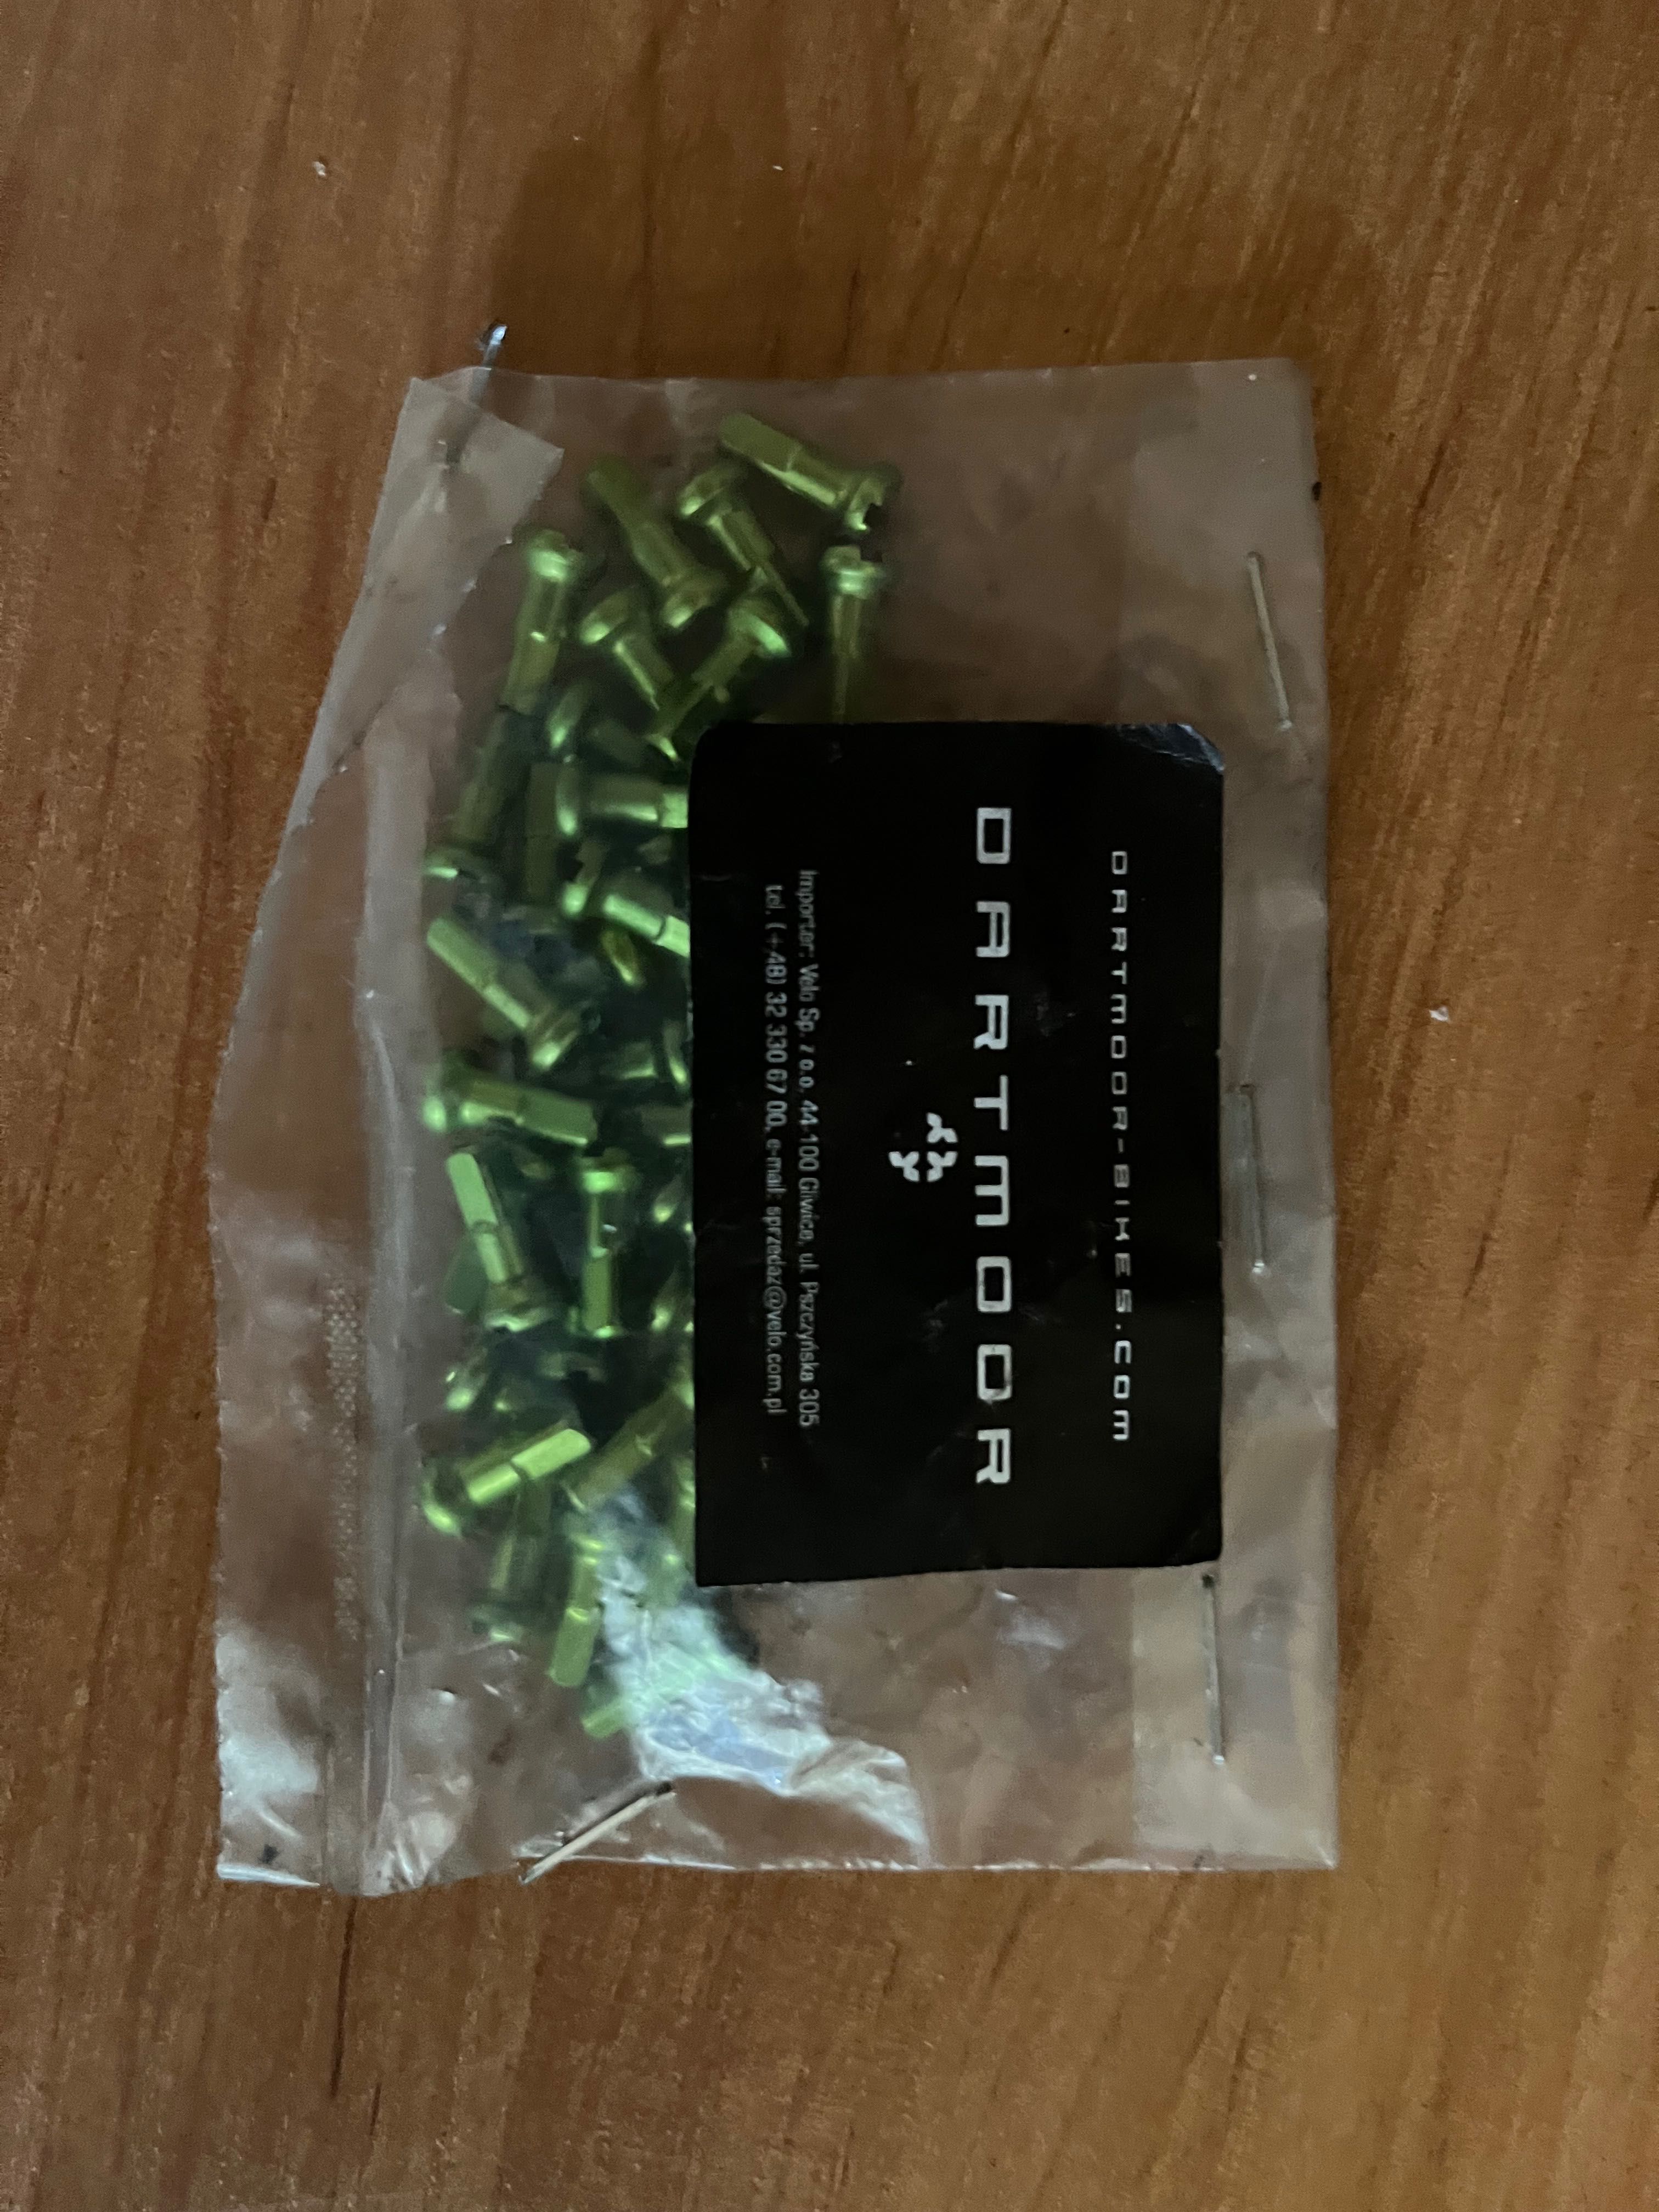 DARTMOOR-BIKES.COM
DARTMOOR
Importer: Velo Sp. z o.o. 44-100 Gliwice, ul. Pszczyńska 305
tel. (+48) 32 330 67 00, e-mail: sprzedaz@velo.com.pl